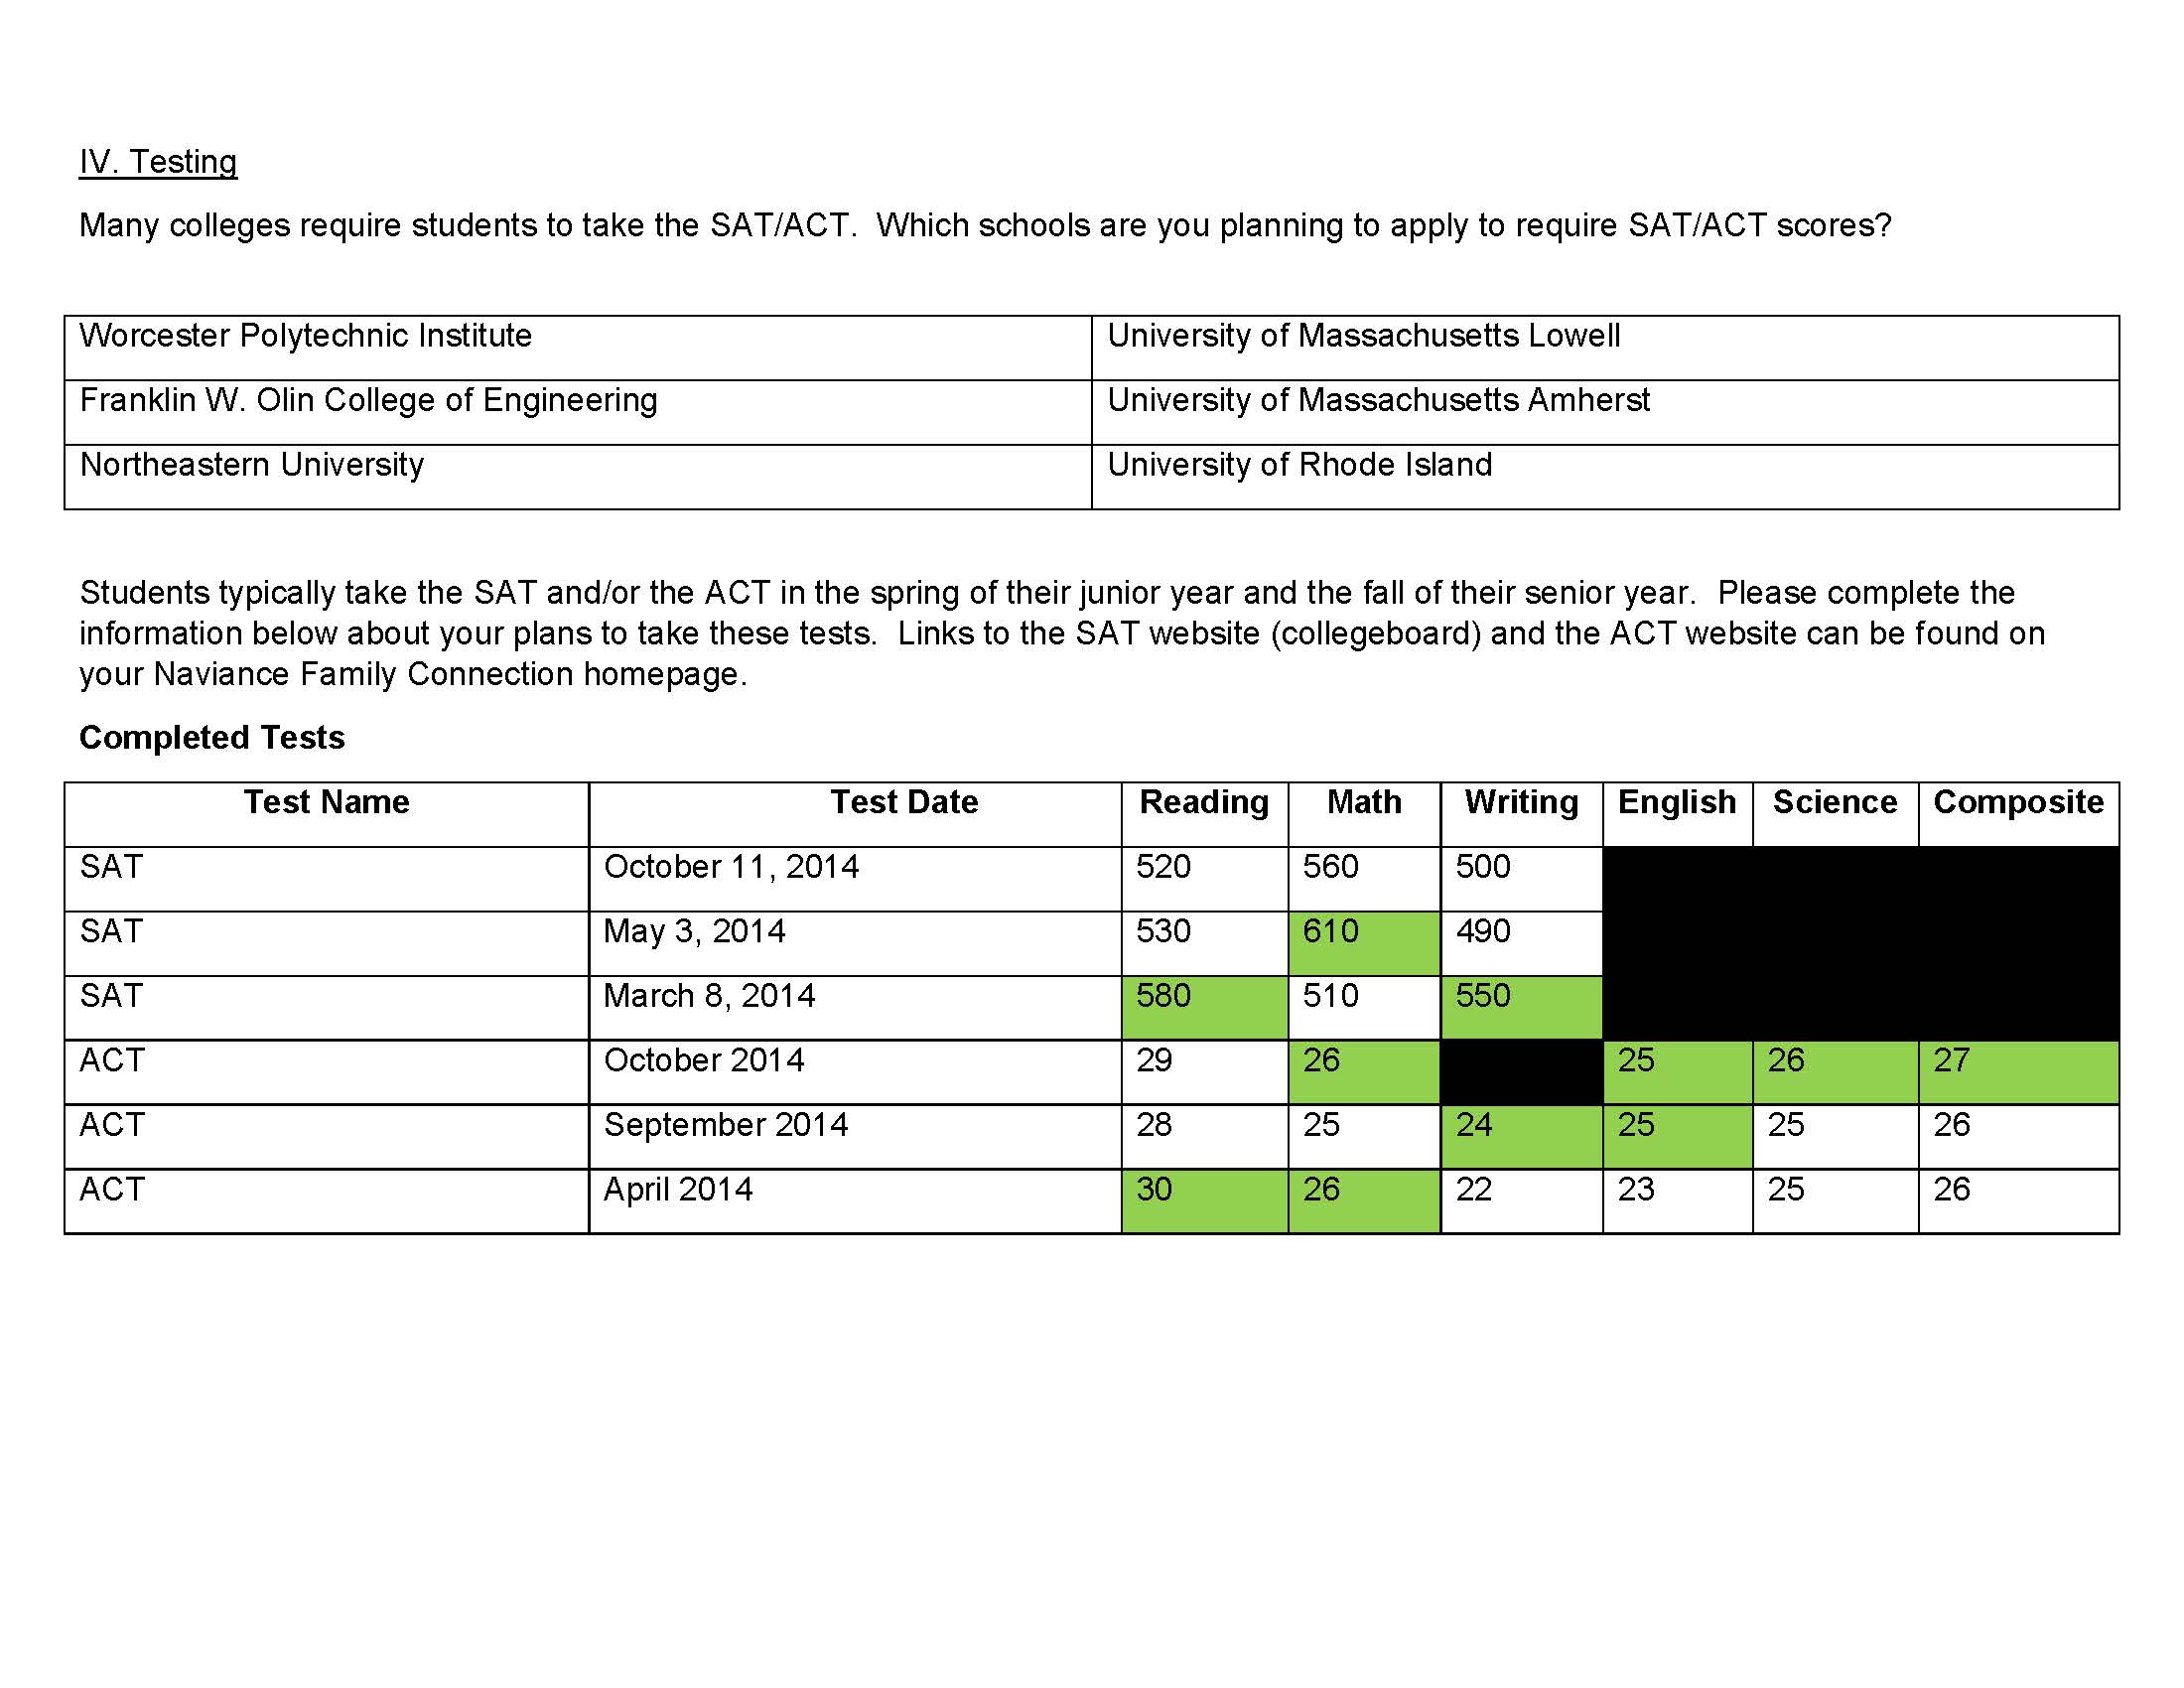 IV. Testing
Many colleges require students to take the SAT/ACT.  Which schools are you planning to apply to require SAT/ACT scores?
Worcester Polytechnic Institute University of Massachusetts Lowell
Franklin W. Olin College of Engineering University of Massachusetts Amherst
Northeastern University University of Rhode Island
Students typically take the SAT and/or the ACT in the spring of their junior year and the fall of their senior year.  Please complete the
information below about your plans to take these tests.  Links to the SAT website (collegeboard) and the ACT website can be found on
your Naviance Family Connection homepage.
Completed Tests
Test Name Test Date Reading Math Writing English Science Composite
SAT October 11, 2014 520 560 500
SAT May 3, 2014 530 610 490
SAT March 8, 2014 580 510 550
ACT October 2014 29 26 25 26 27
ACT September 2014 28 25 24 25 25 26
ACT April 2014 30 26 22 23 25 26